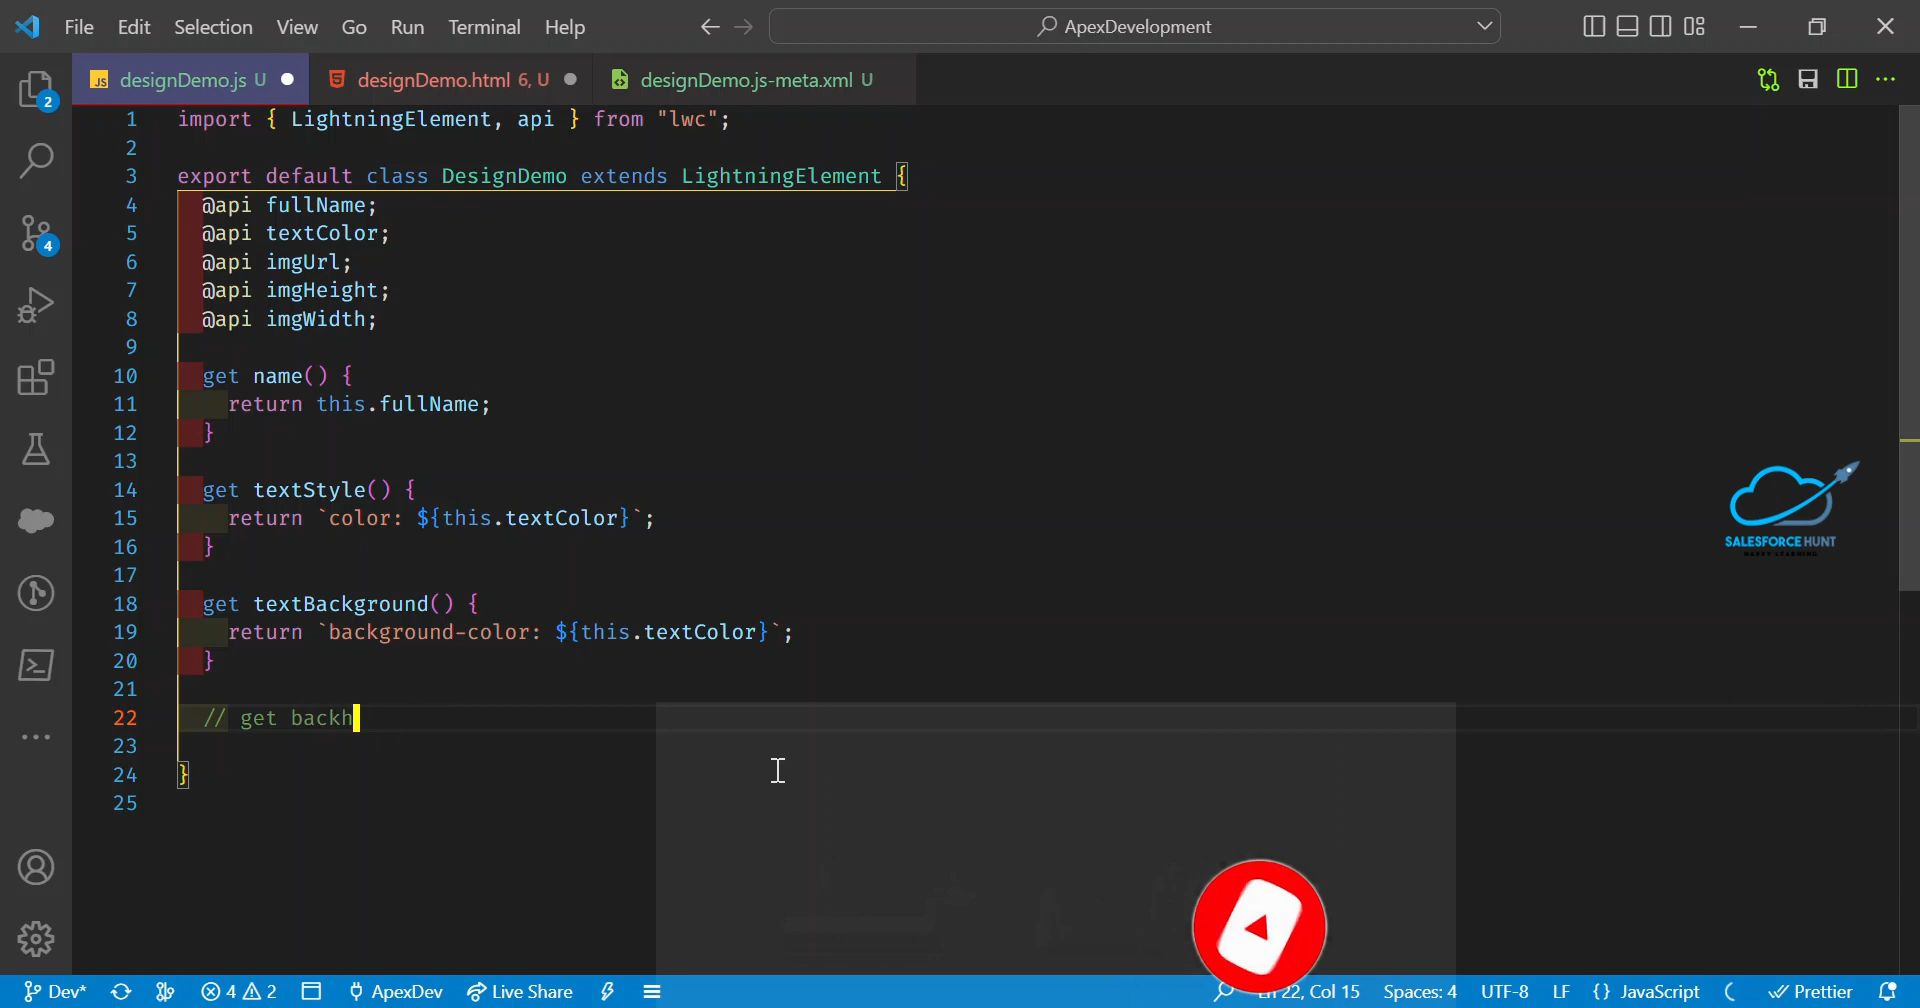 File Edit Selection View Go Run Terminal Help ApexDevelopment
designDemo.js U designDemo.html 6, U designDemo.js-meta.xml U
1 import { LightningElement, api } from "lwc";
2
3 export default class DesignDemo extends LightningElement {
4 @api fullName;
5 @api textColor;
6 @api imgUrl;
7 @api imgHeight;
8 @api imgWidth;
9
10 get name() {
11 return this.fullName;
12 }
13
14 get textStyle() {
15 return `color: ${this.textColor}`;
16 }
17
18 get textBackground() {
19 return `background-color: ${this.textColor}`;
20 }
21
22 // get backh
23
24 }
25
2
4
SALESFORCE HUNT
HAPPY LEARNING
Dev* 4 2 ApexDev Live Share Ln 22, Col 15 Spaces: 4 UTF-8 LF {} JavaScript Prettier